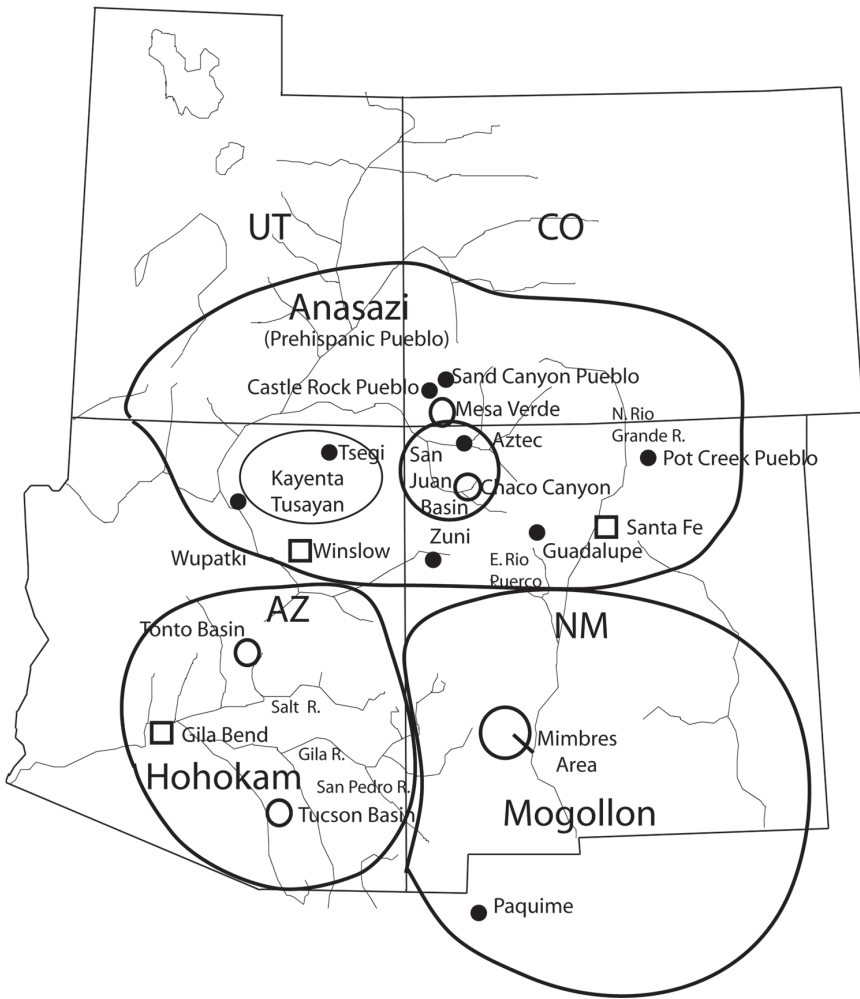 UT
CO
Anasazi
(Prehispanic Pueblo)
Sand Canyon Pueblo
Castle Rock Pueblo
Mesa Verde
N. Rio
Grande R.
Aztec
Tsegi
San
Juan
Basin
Pot Creek Pueblo
Kayenta
Tusayan
Chaco Canyon
Santa Fe
Zuni
Wupatki
Winslow
Guadalupe
E. Rio
Puerco
AZ
NM
Tonto Basin
Salt R.
Gila Bend
Gila R.
Mimbres
Area
Hohokam
San Pedro R.
Tucson Basin
Mogollon
Paquime